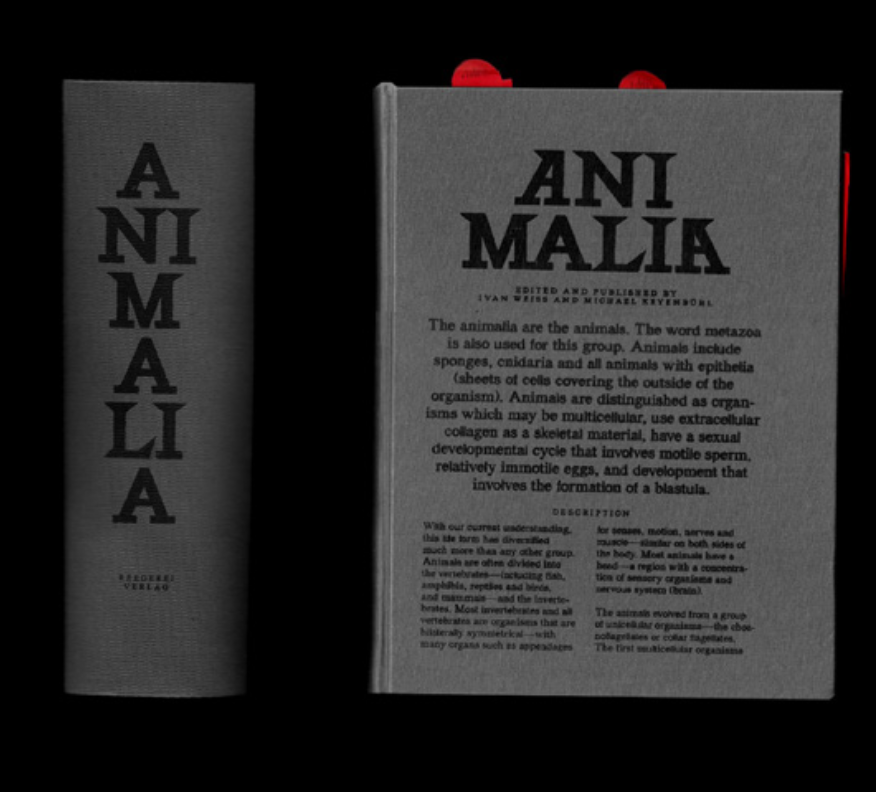 A
NI
M
A
LI
A
VERLAG
ANI
MALIA
EDITED AND PUBLISHED BY
IVAN WEISS AND MICHAEL KRYENBÜHL
The animalia are the animals. The word metazoa
is also used for this group. Animals include
sponges, cnidaria and all animals with epithelia
(sheets of cells covering the outside of the
organism). Animals are distinguished as organ-
isms which may be multicellular, use extracellular
collagen as a skeletal material, have a sexual
developmental cycle that involves motile sperm,
relatively immotile eggs, and development that
involves the formation of a blastula.
DESCRIPTION
With our current understanding,
this life form has diversified
much more than any other group.
Animals are often divided into
the vertebrates—including fish,
amphibia, reptiles and birds,
and mammals—and the inverte-
brates. Most invertebrates and all
vertebrates are organisms that are
bilaterally symmetrical—with
many organs such as appendages
for senses, motion, nerves and
muscle—similar on both sides of
the body. Most animals have a
head—a region with a concentra-
tion of sensory organisms and
nervous system (brain).
The animals evolved from a group
of unicellular organisms—the choa-
noflagellates or collar flagellates.
The first multicellular organisms